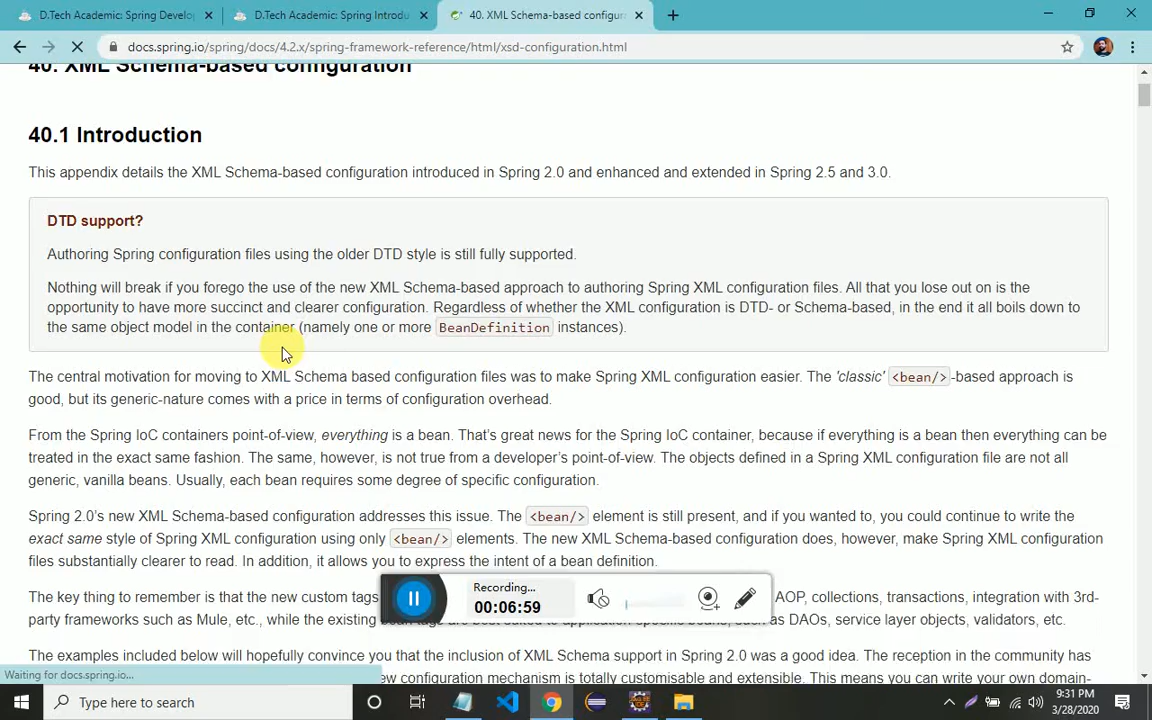 D.Tech Academic: Spring Develo
D.Tech Academic: Spring Introdu
40. XML Schema-based configur
docs.spring.io/spring/docs/4.2.x/spring-framework-reference/html/xsd-configuration.html
40. XML Schema-based configuration
40.1 Introduction
This appendix details the XML Schema-based configuration introduced in Spring 2.0 and enhanced and extended in Spring 2.5 and 3.0.
DTD support?
Authoring Spring configuration files using the older DTD style is still fully supported.
Nothing will break if you forego the use of the new XML Schema-based approach to authoring Spring XML configuration files. All that you lose out on is the
opportunity to have more succinct and clearer configuration. Regardless of whether the XML configuration is DTD- or Schema-based, in the end it all boils down to
the same object model in the container (namely one or more BeanDefinition instances).
The central motivation for moving to XML Schema based configuration files was to make Spring XML configuration easier. The 'classic' <bean/>-based approach is
good, but its generic-nature comes with a price in terms of configuration overhead.
From the Spring IoC containers point-of-view, everything is a bean. That's great news for the Spring IoC container, because if everything is a bean then everything can be
treated in the exact same fashion. The same, however, is not true from a developer's point-of-view. The objects defined in a Spring XML configuration file are not all
generic, vanilla beans. Usually, each bean requires some degree of specific configuration.
Spring 2.0's new XML Schema-based configuration addresses this issue. The <bean/> element is still present, and if you wanted to, you could continue to write the
exact same style of Spring XML configuration using only <bean/> elements. The new XML Schema-based configuration does, however, make Spring XML configuration
files substantially clearer to read. In addition, it allows you to express the intent of a bean definition.
Recording...
00:06:59
The key thing to remember is that the new custom tags AOP, collections, transactions, integration with 3rd-
party frameworks such as Mule, etc., while the existing as DAOs, service layer objects, validators, etc.
The examples included below will hopefully convince you that the inclusion of XML Schema support in Spring 2.0 was a good idea. The reception in the community has
Waiting for docs.spring.io...
configuration mechanism is totally customisable and extensible. This means you can write your own domain-
Type here to search
9:31 PM
3/28/2020